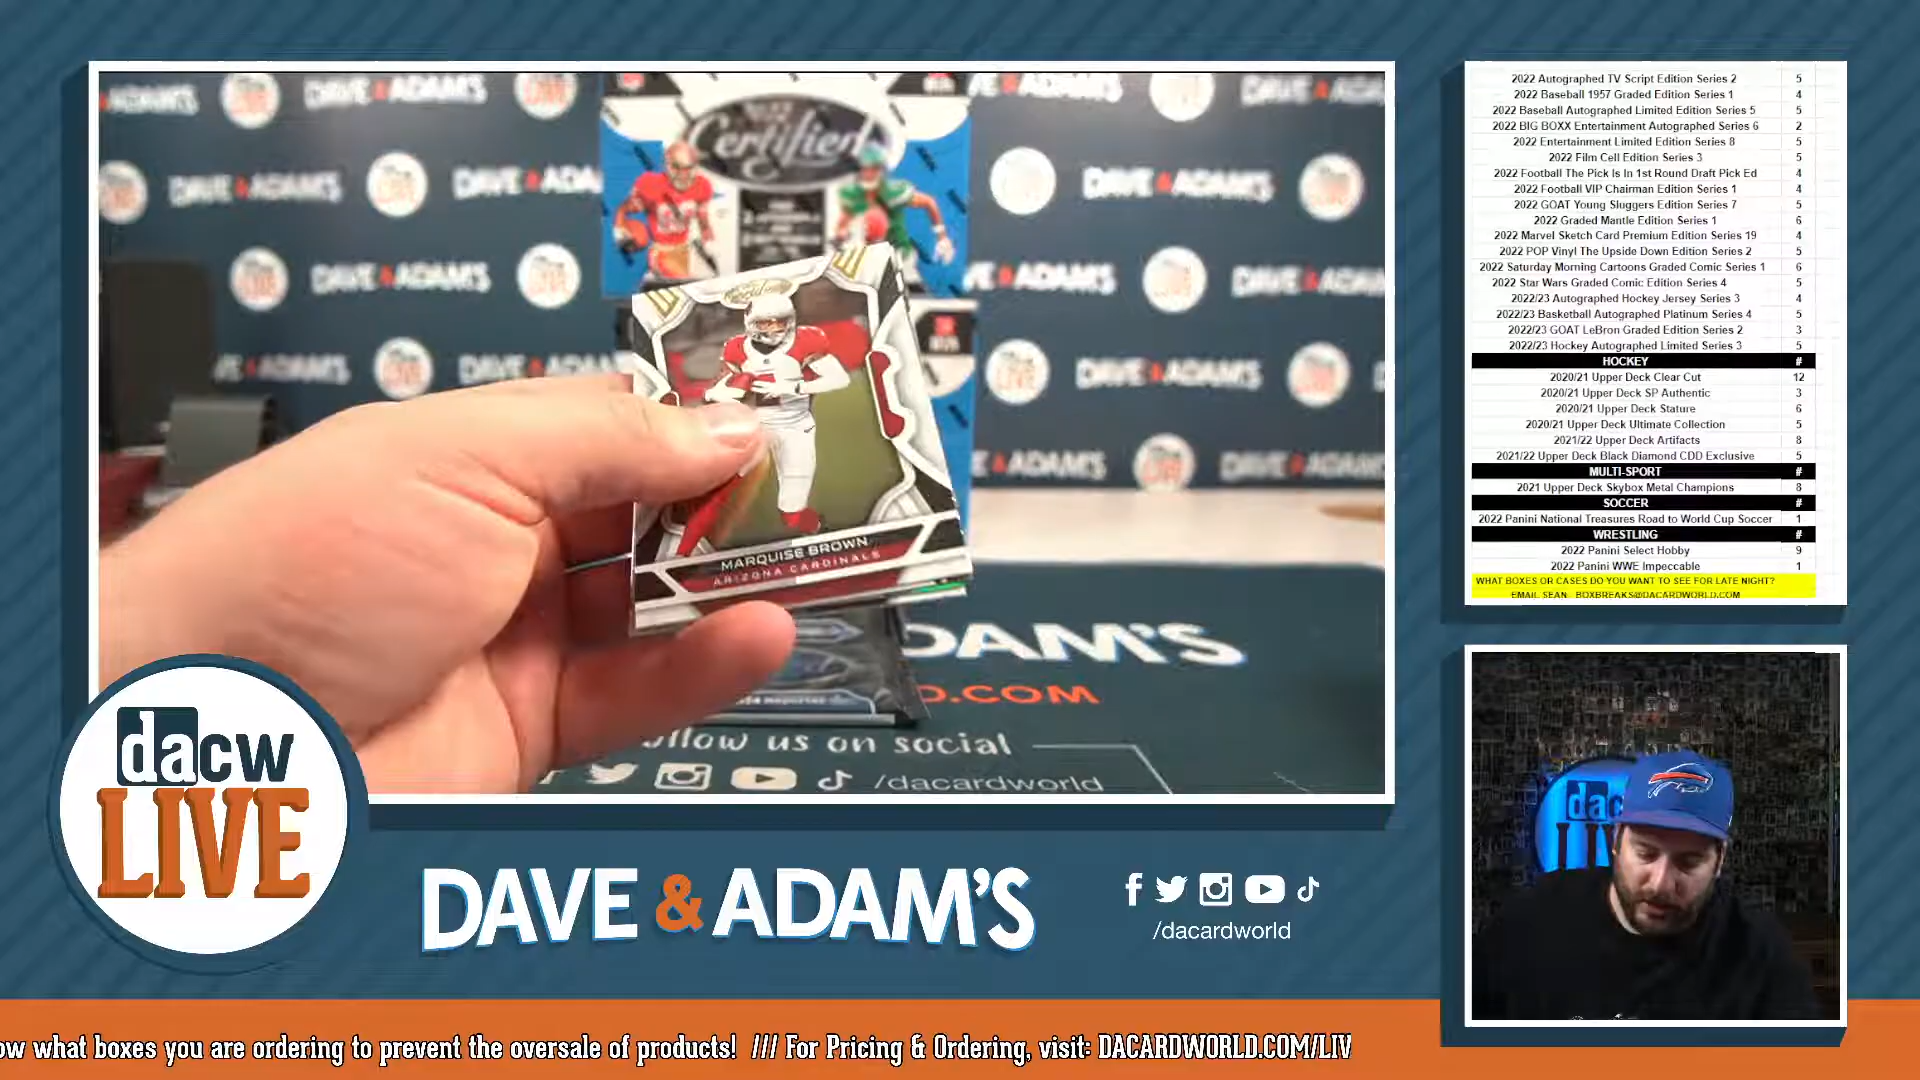 DAVE & ADAM'S
Certified
MARQUISE BROWN
ARIZONA CARDINALS
DAM'S
D.COM
ollow us on social
/dacardworld
2022 Autographed TV Script Edition Series 2 5
2022 Baseball 1957 Graded Edition Series 1 4
2022 Baseball Autographed Limited Edition Series 5 5
2022 BIG BOXX Entertainment Autographed Series 6 2
2022 Entertainment Limited Edition Series 8 5
2022 Film Cell Edition Series 3 5
2022 Football The Pick Is In 1st Round Draft Pick Ed 4
2022 Football VIP Chairman Edition Series 1 4
2022 GOAT Young Sluggers Edition Series 7 5
2022 Graded Mantle Edition Series 1 6
2022 Marvel Sketch Card Premium Edition Series 19 4
2022 POP Vinyl The Upside Down Edition Series 2 5
2022 Saturday Morning Cartoons Graded Comic Series 1 6
2022 Star Wars Graded Comic Edition Series 4 5
2022/23 Autographed Hockey Jersey Series 3 4
2022/23 Basketball Autographed Platinum Series 4 5
2022/23 GOAT LeBron Graded Edition Series 2 3
2022/23 Hockey Autographed Limited Series 3 5
HOCKEY #
2020/21 Upper Deck Clear Cut 12
2020/21 Upper Deck SP Authentic 3
2020/21 Upper Deck Stature 6
2020/21 Upper Deck Ultimate Collection 5
2021/22 Upper Deck Artifacts 8
2021/22 Upper Deck Black Diamond CDD Exclusive 5
MULTI-SPORT #
2021 Upper Deck Skybox Metal Champions 8
SOCCER #
2022 Panini National Treasures Road to World Cup Soccer 1
WRESTLING #
2022 Panini Select Hobby 9
2022 Panini WWE Impeccable 1
WHAT BOXES OR CASES DO YOU WANT TO SEE FOR LATE NIGHT?
EMAIL SEAN: BOXBREAKS@DACARDWORLD.COM
dac
dacw
LIVE
DAVE & ADAM'S
/dacardworld
ow what boxes you are ordering to prevent the oversale of products! /// For Pricing & Ordering, visit: DACARDWORLD.COM/LIV